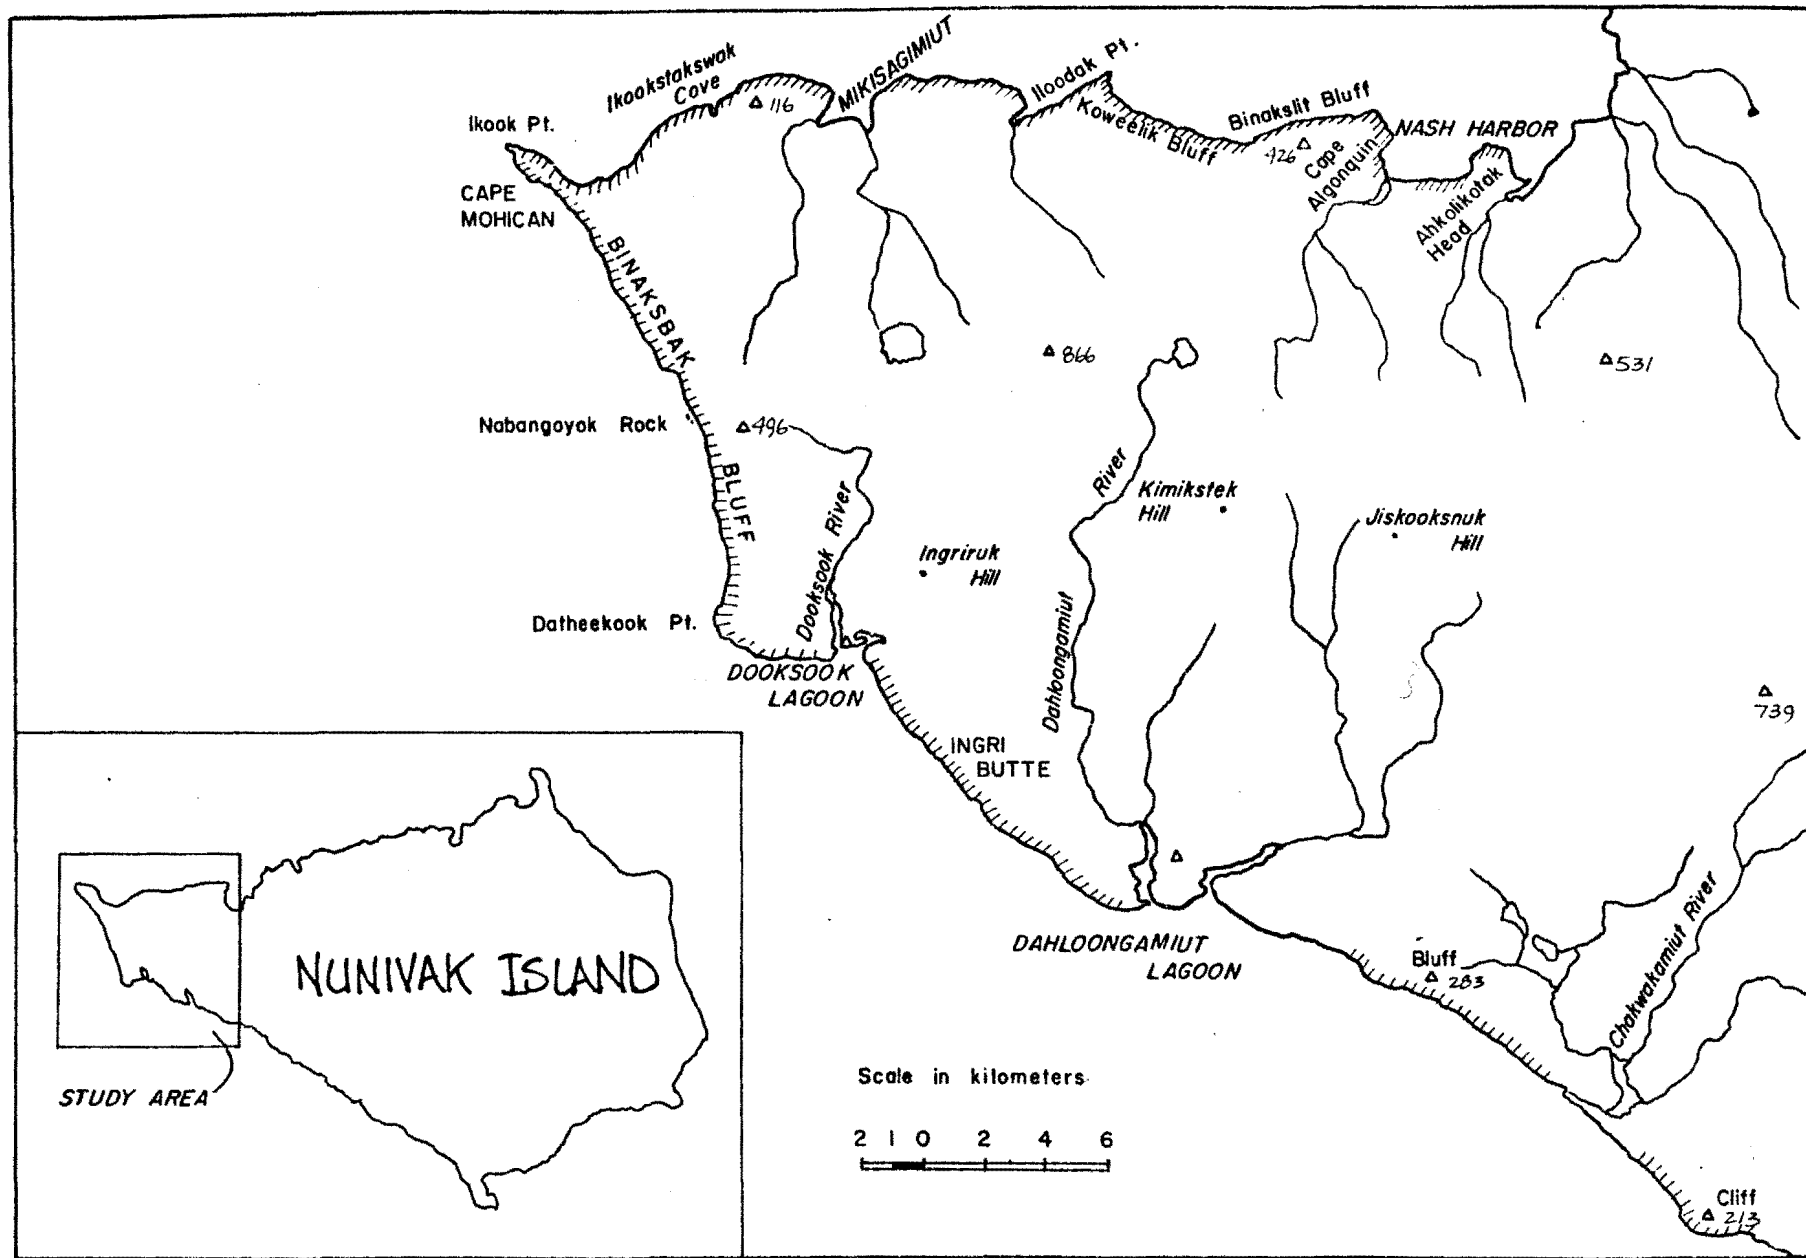 Ikookstakswak
Cove
MIKISAGIMIUT
Iloodak Pt.
Koweelik Bluff
Binakslit Bluff
NASH HARBOR
Ikook Pt.
116
426
Cape
Algonquin
Ahkolikotak
Head
CAPE
MOHICAN
BINAKSBAK
BLUFF
866
531
Nabangoyok Rock
496
Dooksook River
Ingriruk
Hill
Dahloongamiut
River
Kimikstek
Hill
Jiskooksnuk
Hill
Datheekook Pt.
DOOKSOOK
LAGOON
739
INGRI
BUTTE
DAHLOONGAMIUT
LAGOON
Bluff
283
Chakwakamiut River
Cliff
213
Scale in kilometers
2 1 0 2 4 6
NUNIVAK ISLAND
STUDY AREA